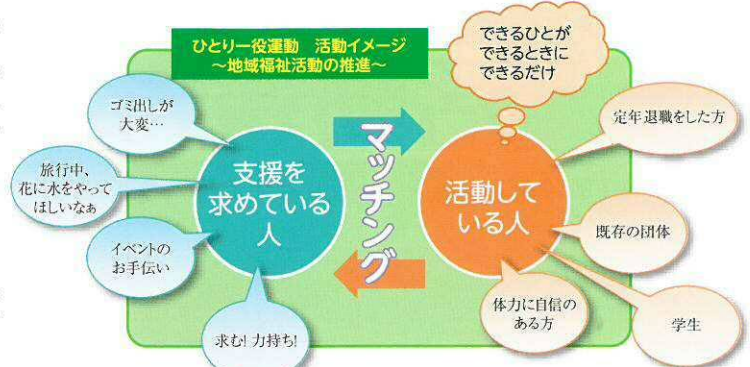 ひとり一役運動　活動イメージ
～地域福祉活動の推進～
できるひとが
できるときに
できるだけ
ゴミ出しが
大変…
旅行中、
花に水をやって
ほしいなぁ
イベントの
お手伝い
求む! 力持ち!
支援を
求めている
人
マッチング
活動して
いる人
定年退職をした方
既存の団体
学生
体力に自信の
ある方